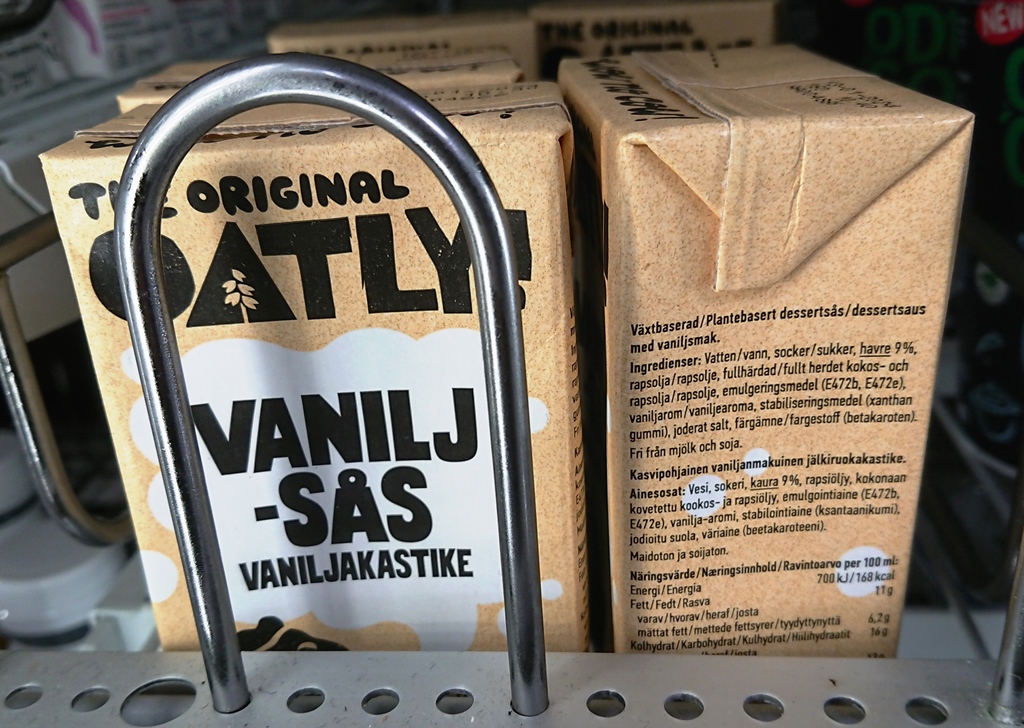 THE ORIGINAL
THE ORIGINAL
THE ORIGINAL
OATLY!
VANILJ
-SÅS
VANILJAKASTIKE
Växtbaserad/Plantebasert dessertsås/dessertsaus
med vaniljsmak.
Ingredienser: Vatten/vann, socker/sukker, havre 9%,
rapsolja/rapsolje, fullhärdad/fullt herdet kokos- och
rapsolja/rapsolje, emulgeringsmedel (E472b, E472e),
vaniljarom/vaniljearoma, stabiliseringsmedel (xanthan
gummi), joderat salt, färgämne/fargestoff (betakaroten).
Fri från mjölk och soja.
Kasvipohjainen vaniljanmakuinen jälkiruokakastike.
Ainesosat: Vesi, sokeri, kaura 9%, rapsiöljy, kokonaan
kovetettu kookos- ja rapsiöljy, emulgointiaine (E472b,
E472e), vanilja-aromi, stabilointiaine (ksantaanikumi),
jodioitu suola, väriaine (beetakaroteeni).
Maidoton ja soijaton.
Näringsvärde/Næringsinnhold/Ravintoarvo per 100 ml:
Energi/Energia 700 kJ/168 kcal
Fett/Fedt/Rasva 11g
varav/hvorav/heraf/josta
mättat fett/mettede fettsyrer/tyydyttynyttä 6,2g
Kolhydrat/Karbohydrat/Kulhydrat/Hiilihydraatit 16 g
NEW